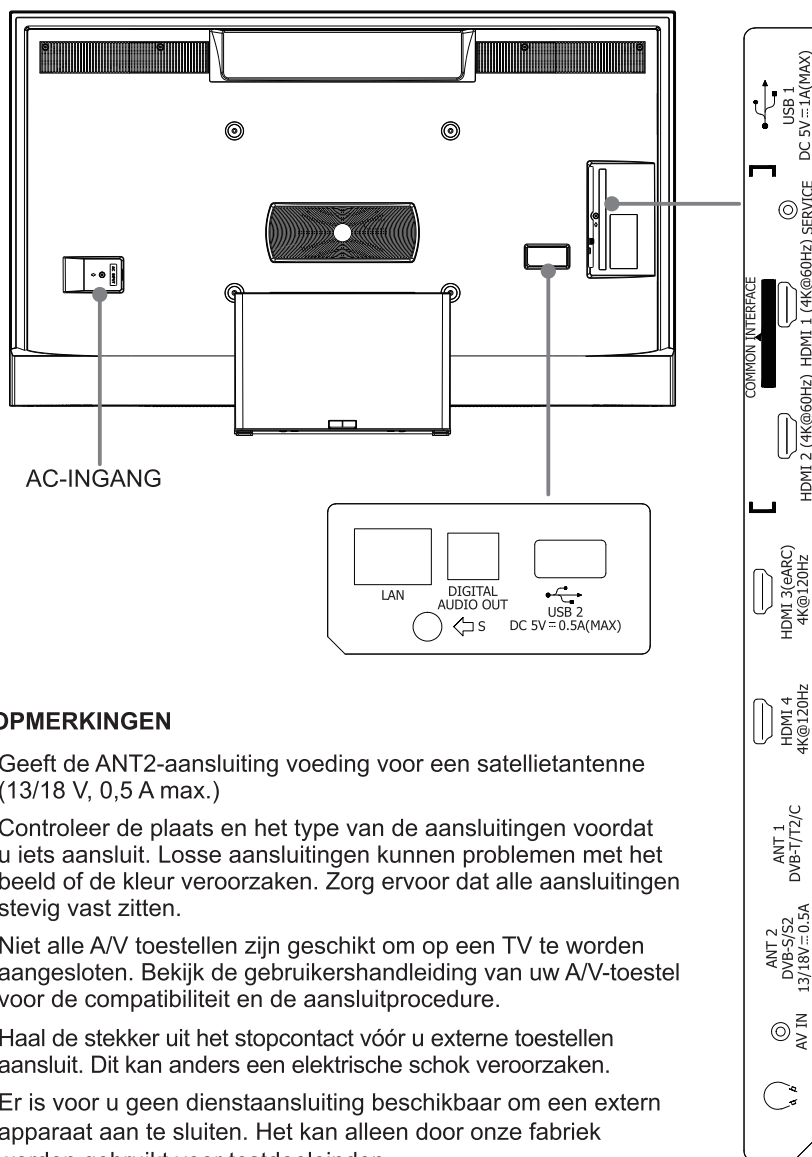 AC-INGANG
LAN
DIGITAL
AUDIO OUT
USB 2
DC 5V⎓0.5A(MAX)
S
USB 1
DC 5V⎓1A(MAX)
SERVICE
COMMON INTERFACE
HDMI 1 (4K@60Hz)
HDMI 2 (4K@60Hz)
HDMI 3(eARC)
4K@120Hz
HDMI 4
4K@120Hz
ANT 1
DVB-T/T2/C
ANT 2
DVB-S/S2
13/18V⎓0.5A
AV IN
OPMERKINGEN
Geeft de ANT2-aansluiting voeding voor een satellietantenne
(13/18 V, 0,5 A max.)
Controleer de plaats en het type van de aansluitingen voordat
u iets aansluit. Losse aansluitingen kunnen problemen met het
beeld of de kleur veroorzaken. Zorg ervoor dat alle aansluitingen
stevig vast zitten.
Niet alle A/V toestellen zijn geschikt om op een TV te worden
aangesloten. Bekijk de gebruikershandleiding van uw A/V-toestel
voor de compatibiliteit en de aansluitprocedure.
Haal de stekker uit het stopcontact vóór u externe toestellen
aansluit. Dit kan anders een elektrische schok veroorzaken.
Er is voor u geen dienstaansluiting beschikbaar om een extern
apparaat aan te sluiten. Het kan alleen door onze fabriek